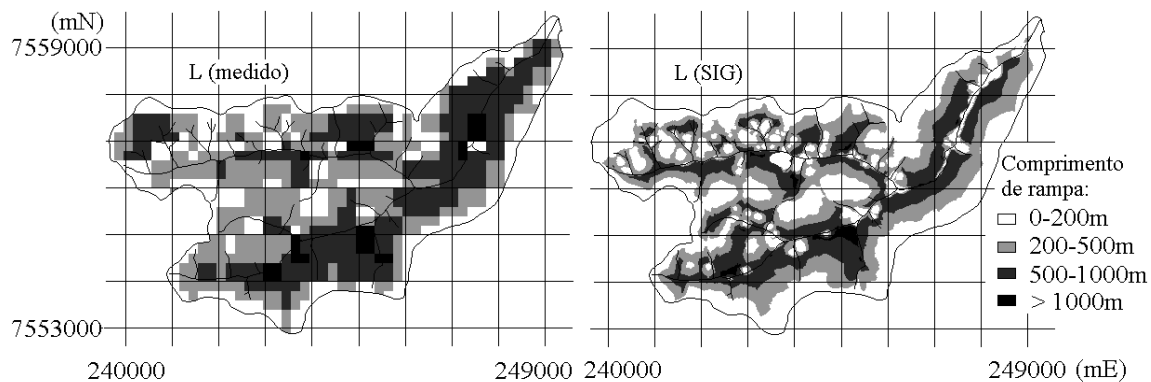 (mN)
7559000
L (medido)
L (SIG)
Comprimento
de rampa:
0-200m
200-500m
500-1000m
> 1000m
7553000
240000
249000
240000
249000 (mE)